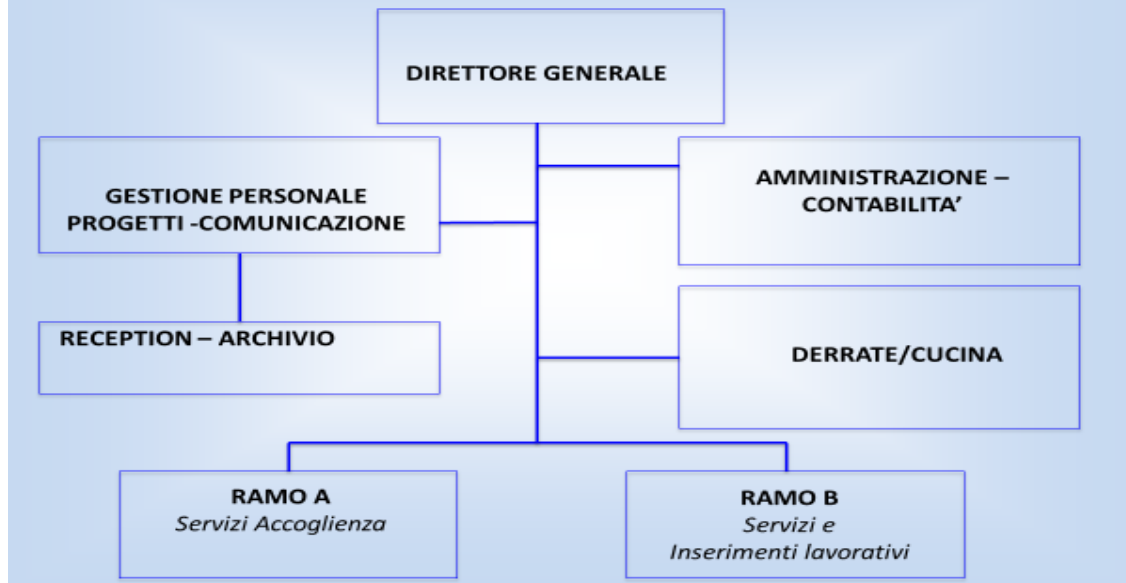 DIRETTORE GENERALE
GESTIONE PERSONALE
PROGETTI -COMUNICAZIONE
AMMINISTRAZIONE –
CONTABILITA’
RECEPTION – ARCHIVIO
DERRATE/CUCINA
RAMO A
Servizi Accoglienza
RAMO B
Servizi e
Inserimenti lavorativi